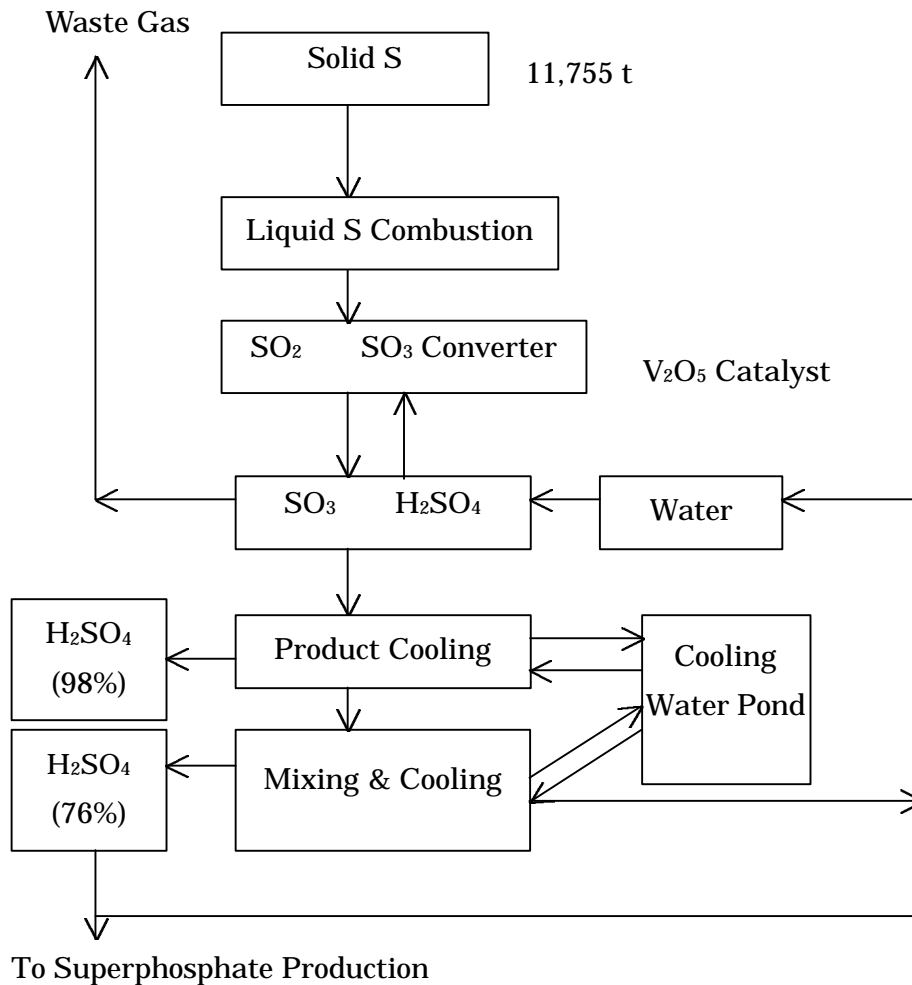 Waste Gas
Solid S
11,755 t
Liquid S Combustion
SO₂ SO₃ Converter
V₂O₅ Catalyst
SO₃ H₂SO₄
Water
H₂SO₄
(98%)
Product Cooling
Cooling
Water Pond
H₂SO₄
(76%)
Mixing & Cooling
To Superphosphate Production